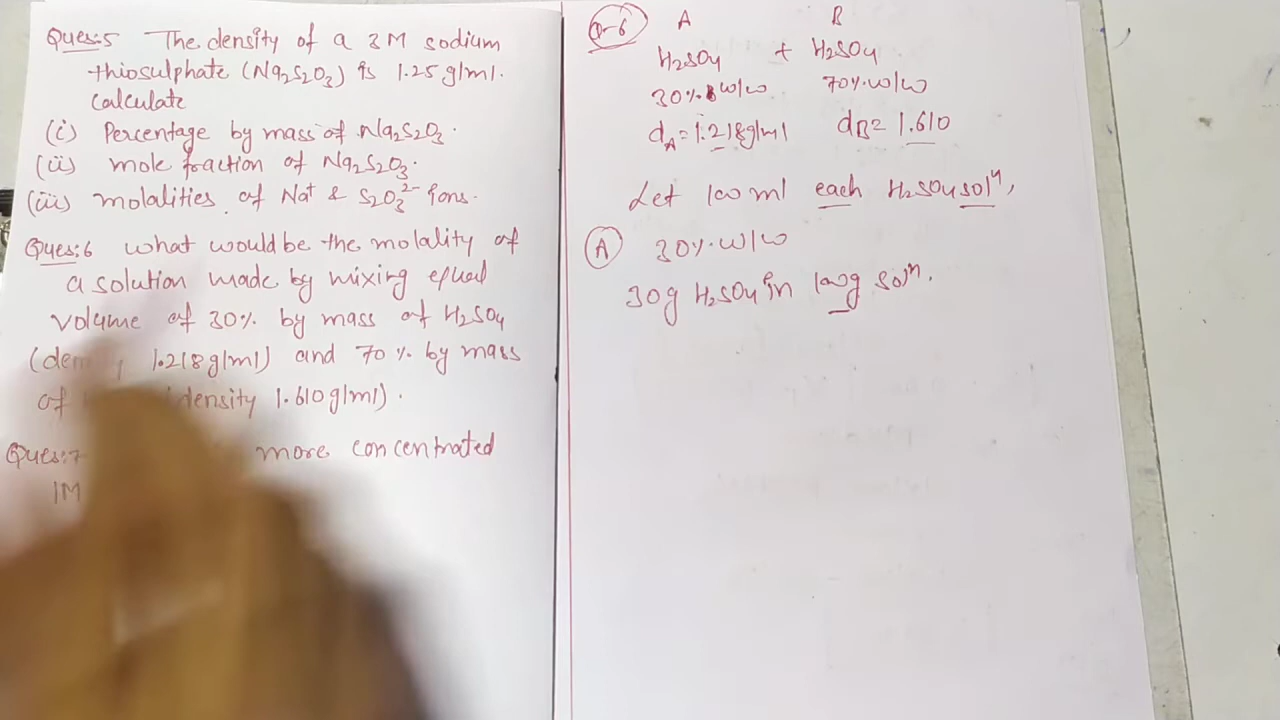 Ques:5 The density of a 3M sodium
thiosulphate (Na2S2O3) is 1.25 g/ml.
Calculate
(i) Percentage by mass of Na2S2O3.
(ii) mole fraction of Na2S2O3.
(iii) molalities of Na+ & S2O3^2- ions.
Ques:6 what would be the molality of
a solution made by mixing equal
volume of 30% by mass of H2SO4
1.218 g/ml) and 70% by mass
of density 1.610 g/ml).
Ques:7 more concentrated
1M
Q-6 A B
H2SO4 + H2SO4
30% w/w 70% w/w
dA = 1.218 g/ml dB = 1.610
Let 100 ml each H2SO4 solⁿ,
(A) 30% w/w
30g H2SO4 in 100g solⁿ.